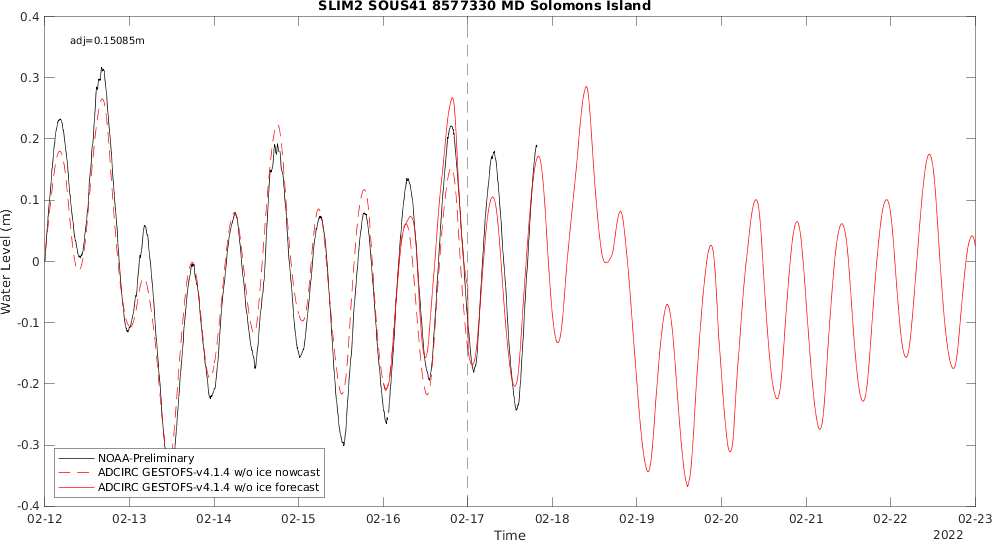 SLIM2 SOUS41 8577330 MD Solomons Island
adj=0.15085m
0.4
0.3
0.2
0.1
0
-0.1
-0.2
-0.3
-0.4
Water Level (m)
NOAA-Preliminary
ADCIRC GESTOFS-v4.1.4 w/o ice nowcast
ADCIRC GESTOFS-v4.1.4 w/o ice forecast
02-12 02-13 02-14 02-15 02-16 02-17 02-18 02-19 02-20 02-21 02-22 02-23
Time
2022